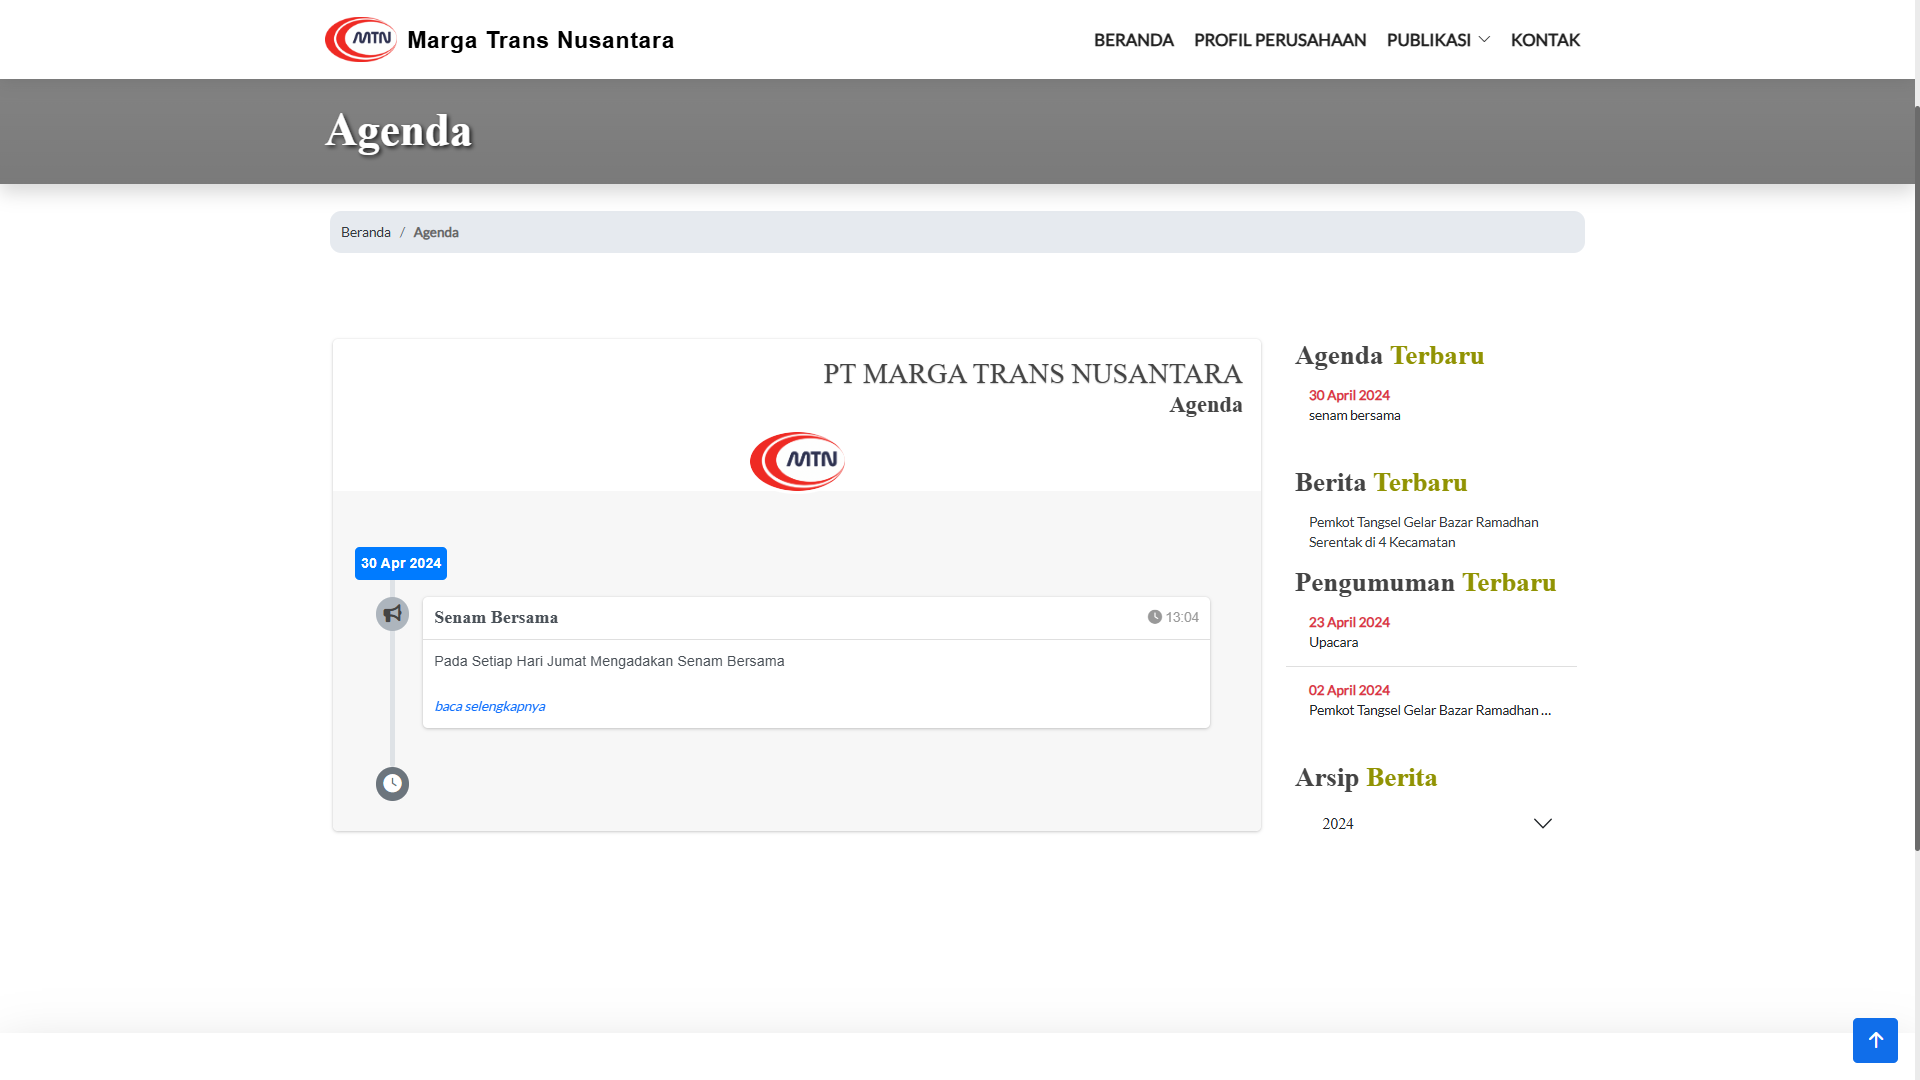 MTN Marga Trans Nusantara
BERANDA PROFIL PERUSAHAAN PUBLIKASI KONTAK
Agenda
Beranda / Agenda
PT MARGA TRANS NUSANTARA
Agenda
MTN
30 Apr 2024
Senam Bersama 13:04
Pada Setiap Hari Jumat Mengadakan Senam Bersama
baca selengkapnya
Agenda Terbaru
30 April 2024
senam bersama
Berita Terbaru
Pemkot Tangsel Gelar Bazar Ramadhan
Serentak di 4 Kecamatan
Pengumuman Terbaru
23 April 2024
Upacara
02 April 2024
Pemkot Tangsel Gelar Bazar Ramadhan ...
Arsip Berita
2024